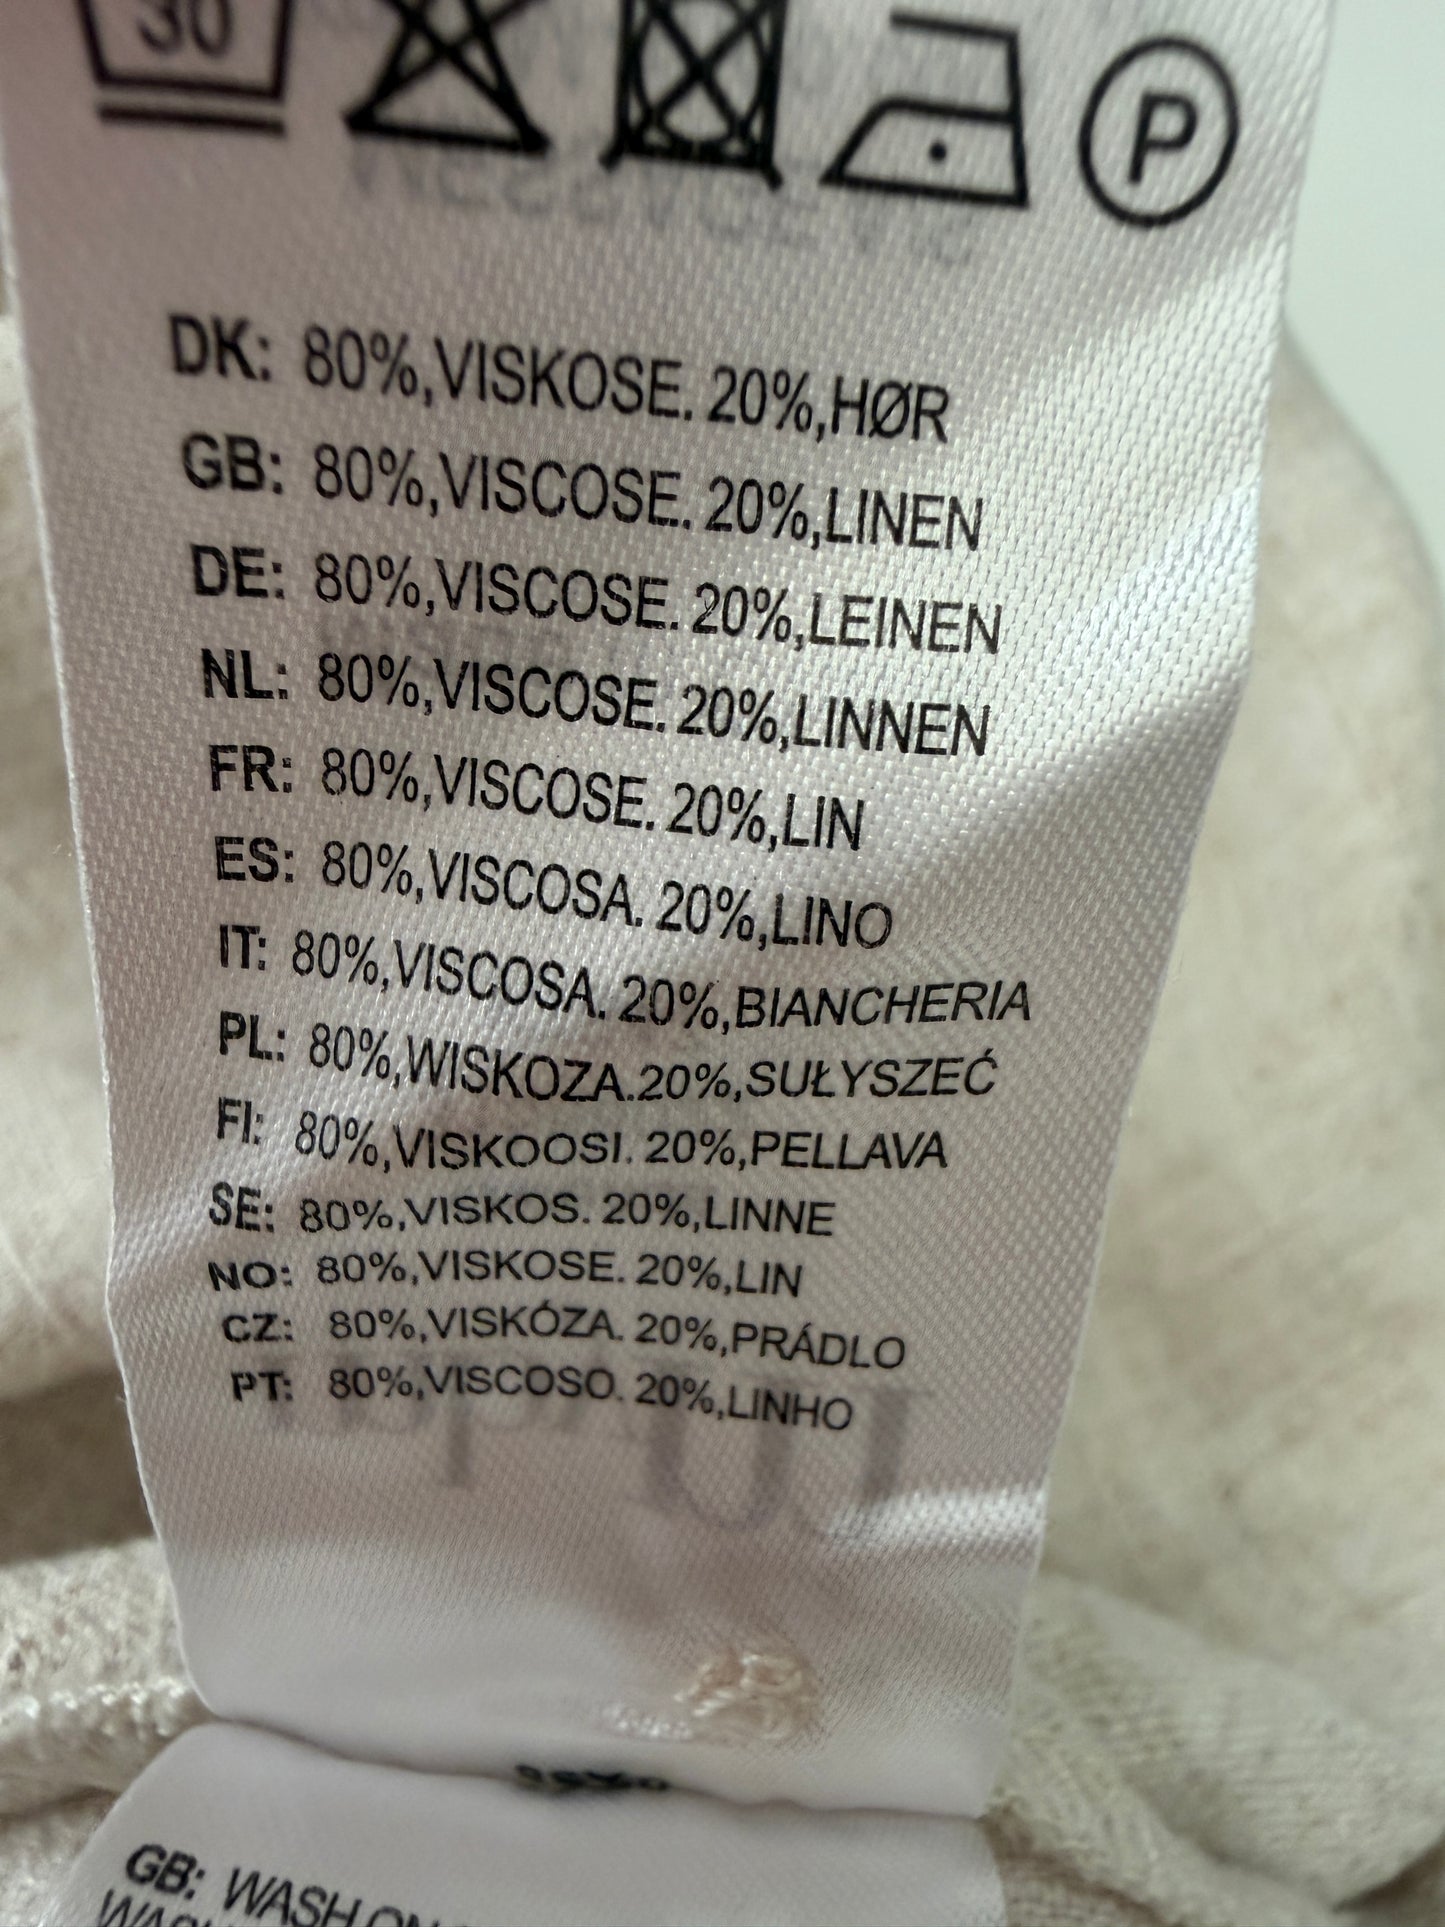 30
P
DK: 80%,VISKOSE. 20%,HØR
GB: 80%,VISCOSE. 20%,LINEN
DE: 80%,VISCOSE. 20%,LEINEN
NL: 80%,VISCOSE. 20%,LINNEN
FR: 80%,VISCOSE. 20%,LIN
ES: 80%,VISCOSA. 20%,LINO
IT: 80%,VISCOSA. 20%,BIANCHERIA
PL: 80%,WISKOZA.20%,SUŁYSZEĆ
FI: 80%,VISKOOSI. 20%,PELLAVA
SE: 80%,VISKOS. 20%,LINNE
NO: 80%,VISKOSE. 20%,LIN
CZ: 80%,VISKÓZA. 20%,PRÁDLO
PT: 80%,VISCOSO. 20%,LINHO
GB: WASH ON